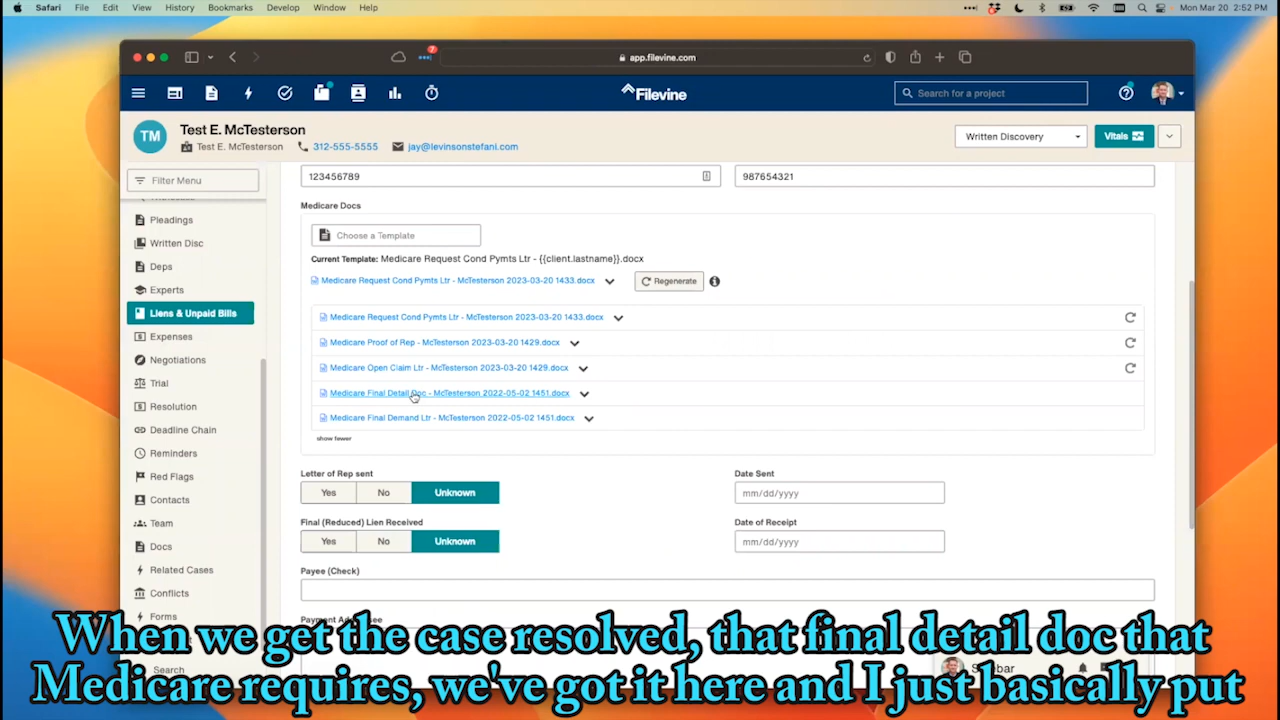 Safari File Edit View History Bookmarks Develop Window Help Mon Mar 20 2:52 PM
7
app.filevine.com
Filevine
Search for a project
TM
Test E. McTesterson
Test E. McTesterson 312-555-5555 jay@levinsonstefani.com
Written Discovery
Vitals
Filter Menu
Pleadings
Written Disc
Deps
Experts
Liens & Unpaid Bills
Expenses
Negotiations
Trial
Resolution
Deadline Chain
Reminders
Red Flags
Contacts
Team
Docs
Related Cases
Conflicts
Forms
Search
123456789
987654321
Medicare Docs
Choose a Template
Current Template: Medicare Request Cond Pymts Ltr - {{client.lastname}}.docx
Medicare Request Cond Pymts Ltr - McTesterson 2023-03-20 1433.docx
Regenerate
Medicare Request Cond Pymts Ltr - McTesterson 2023-03-20 1433.docx
Medicare Proof of Rep - McTesterson 2023-03-20 1429.docx
Medicare Open Claim Ltr - McTesterson 2023-03-20 1429.docx
Medicare Final Detail Doc - McTesterson 2022-05-02 1451.docx
Medicare Final Demand Ltr - McTesterson 2022-05-02 1451.docx
show fewer
Letter of Rep sent
Yes No Unknown
Date Sent
mm/dd/yyyy
Final (Reduced) Lien Received
Yes No Unknown
Date of Receipt
mm/dd/yyyy
Payee (Check)
When we get the case resolved, that final detail doc that
Medicare requires, we've got it here and I just basically put